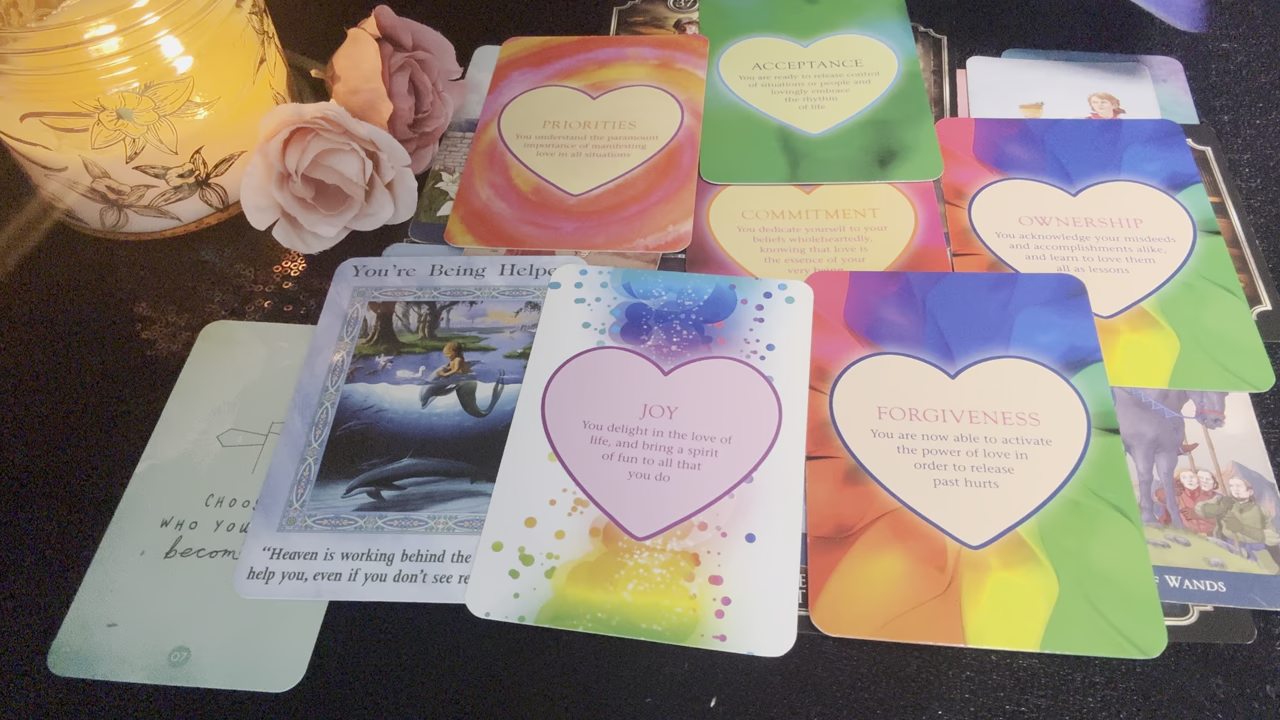 37
PRIORITIES
You understand the paramount
importance of manifesting
love in all situations
ACCEPTANCE
You are ready to release control
of situations or people and
lovingly embrace
the rhythm
of life
COMMITMENT
You dedicate yourself to your
beliefs wholeheartedly,
knowing that love is
the essence of your
very being
OWNERSHIP
You acknowledge your misdeeds
and accomplishments alike,
and learn to love them
all as lessons
CHOOS
WHO YOU
becom
07
You're Being Helpe
"Heaven is working behind the
help you, even if you don't see re
JOY
You delight in the love of
life, and bring a spirit
of fun to all that
you do
FORGIVENESS
You are now able to activate
the power of love in
order to release
past hurts
WANDS